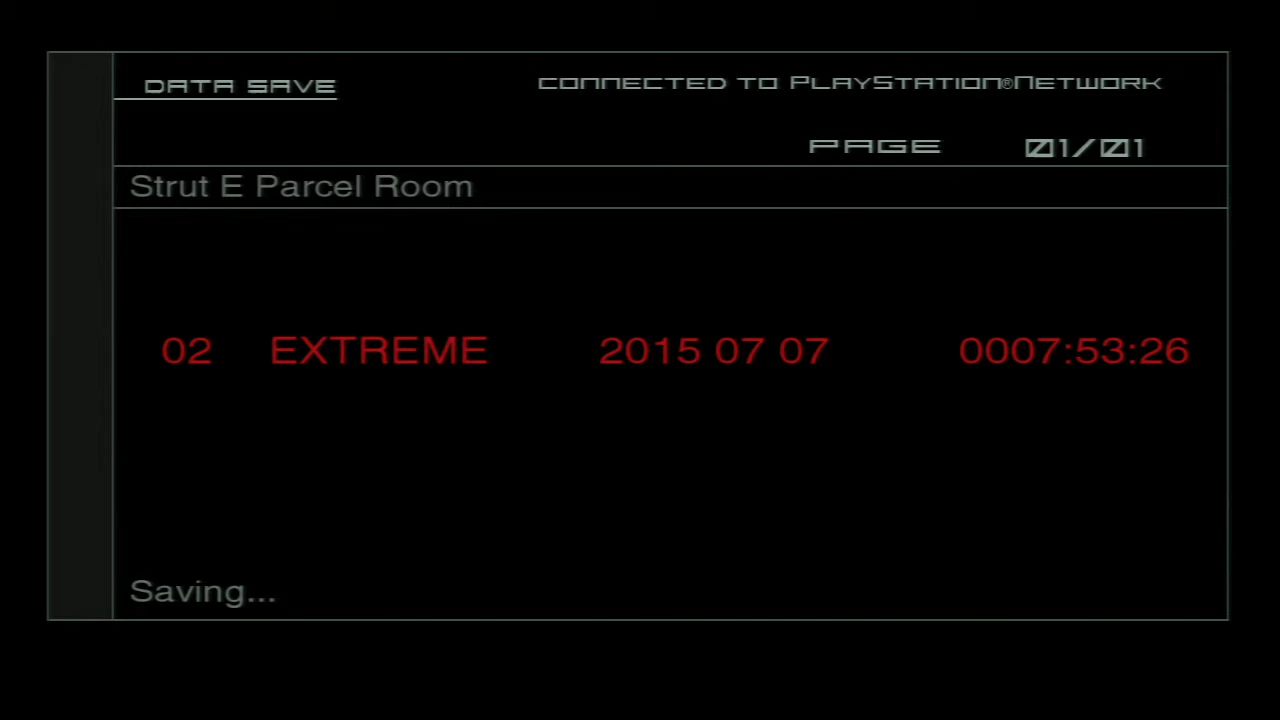 DATA SAVE
CONNECTED TO PLAYSTATION®NETWORK
PAGE 01/01
Strut E Parcel Room
02 EXTREME 2015 07 07 0007:53:26
Saving...